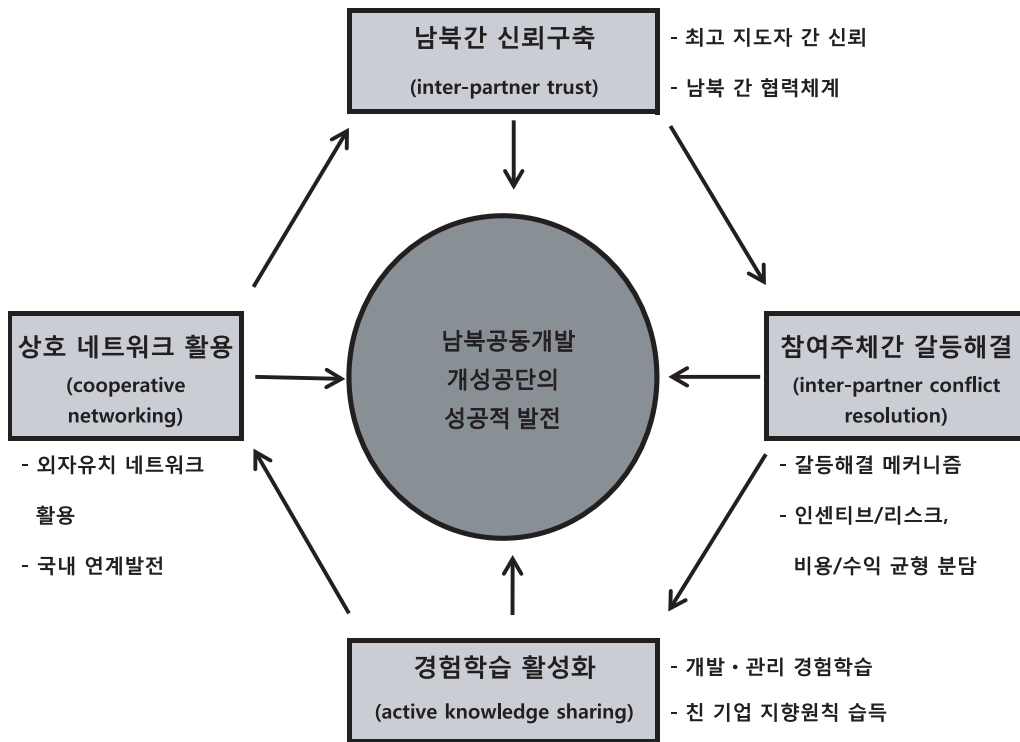 남북간 신뢰구축
(inter-partner trust)
- 최고 지도자 간 신뢰
- 남북 간 협력체계
상호 네트워크 활용
(cooperative
networking)
- 외자유치 네트워크
활용
- 국내 연계발전
남북공동개발
개성공단의
성공적 발전
참여주체간 갈등해결
(inter-partner conflict
resolution)
- 갈등해결 메커니즘
- 인센티브/리스크,
비용/수익 균형 분담
경험학습 활성화
(active knowledge sharing)
- 개발・관리 경험학습
- 친 기업 지향원칙 습득